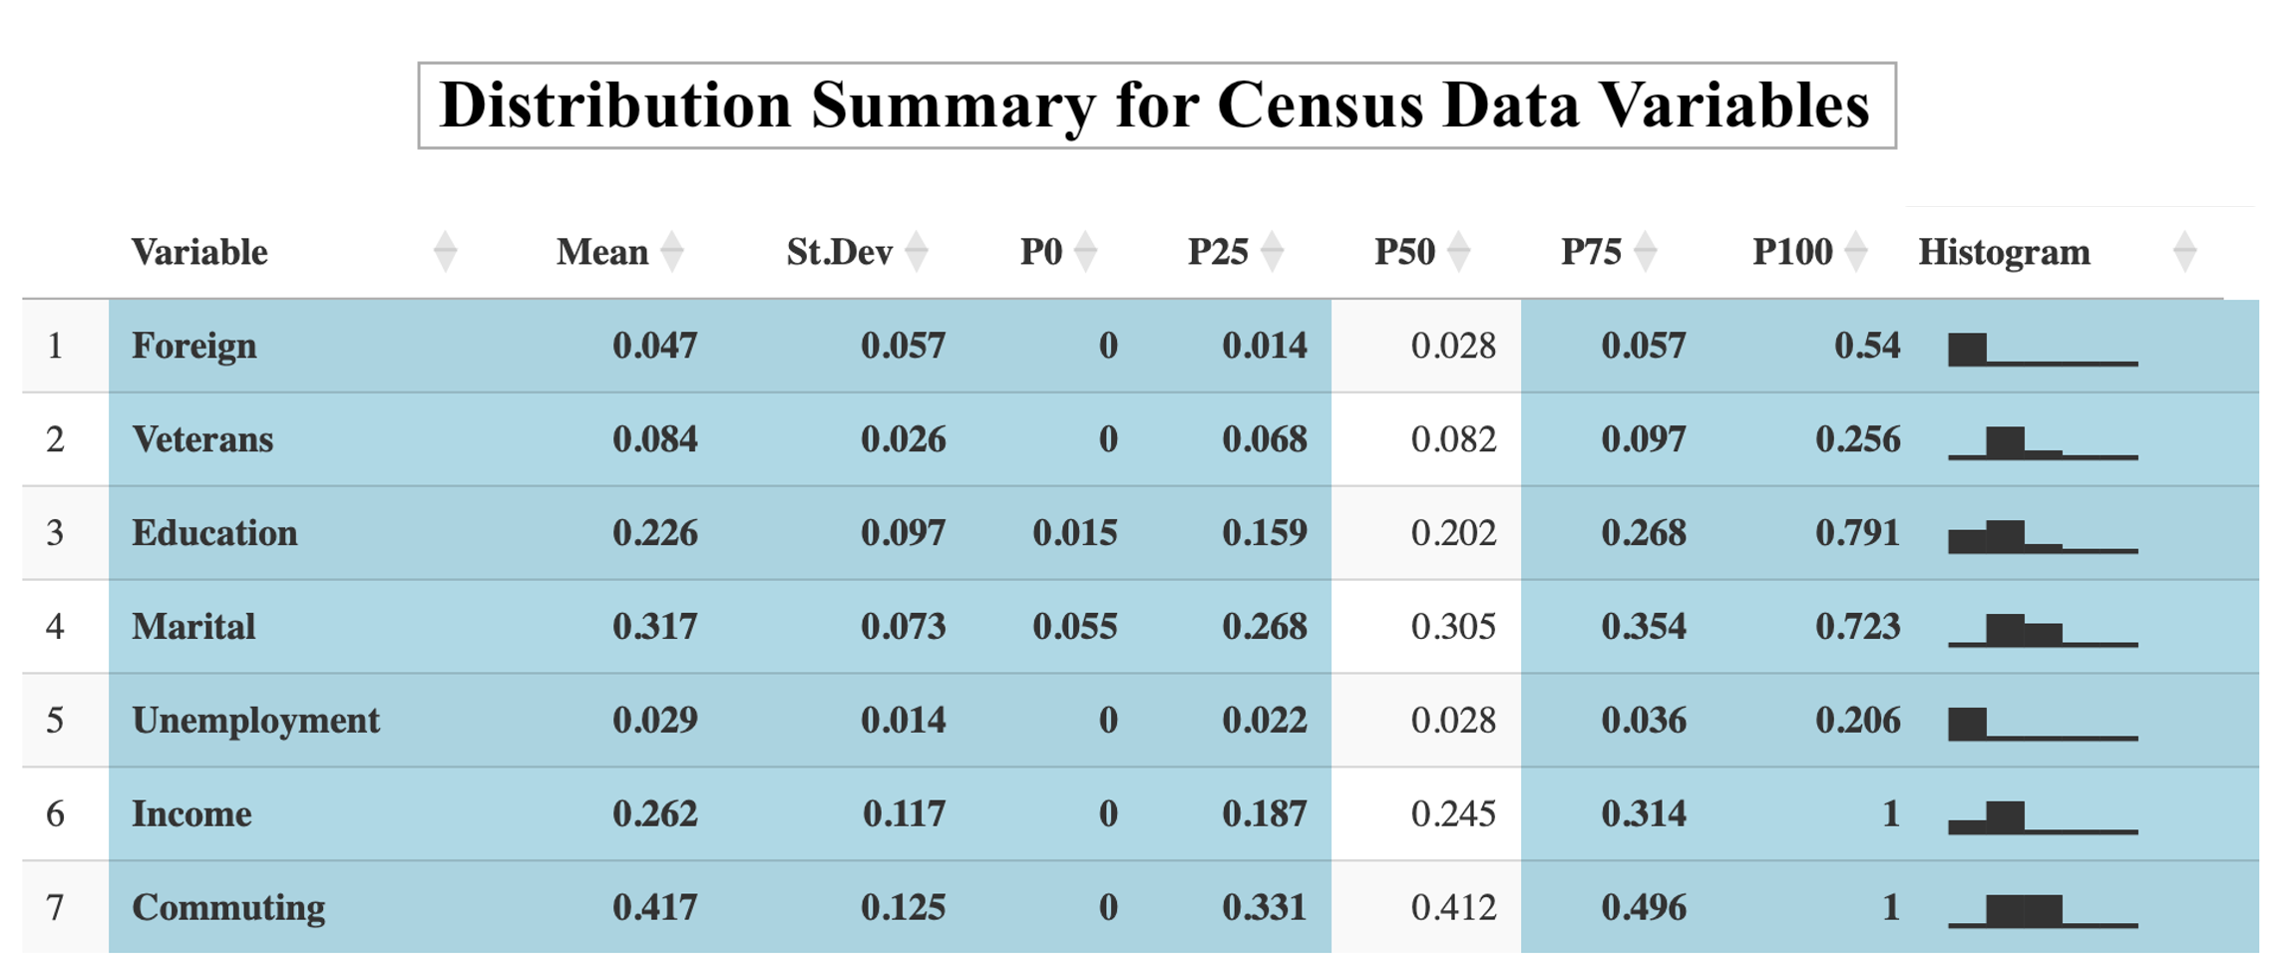 Distribution Summary for Census Data Variables
Variable Mean St.Dev P0 P25 P50 P75 P100 Histogram
1 Foreign 0.047 0.057 0 0.014 0.028 0.057 0.54
2 Veterans 0.084 0.026 0 0.068 0.082 0.097 0.256
3 Education 0.226 0.097 0.015 0.159 0.202 0.268 0.791
4 Marital 0.317 0.073 0.055 0.268 0.305 0.354 0.723
5 Unemployment 0.029 0.014 0 0.022 0.028 0.036 0.206
6 Income 0.262 0.117 0 0.187 0.245 0.314 1
7 Commuting 0.417 0.125 0 0.331 0.412 0.496 1